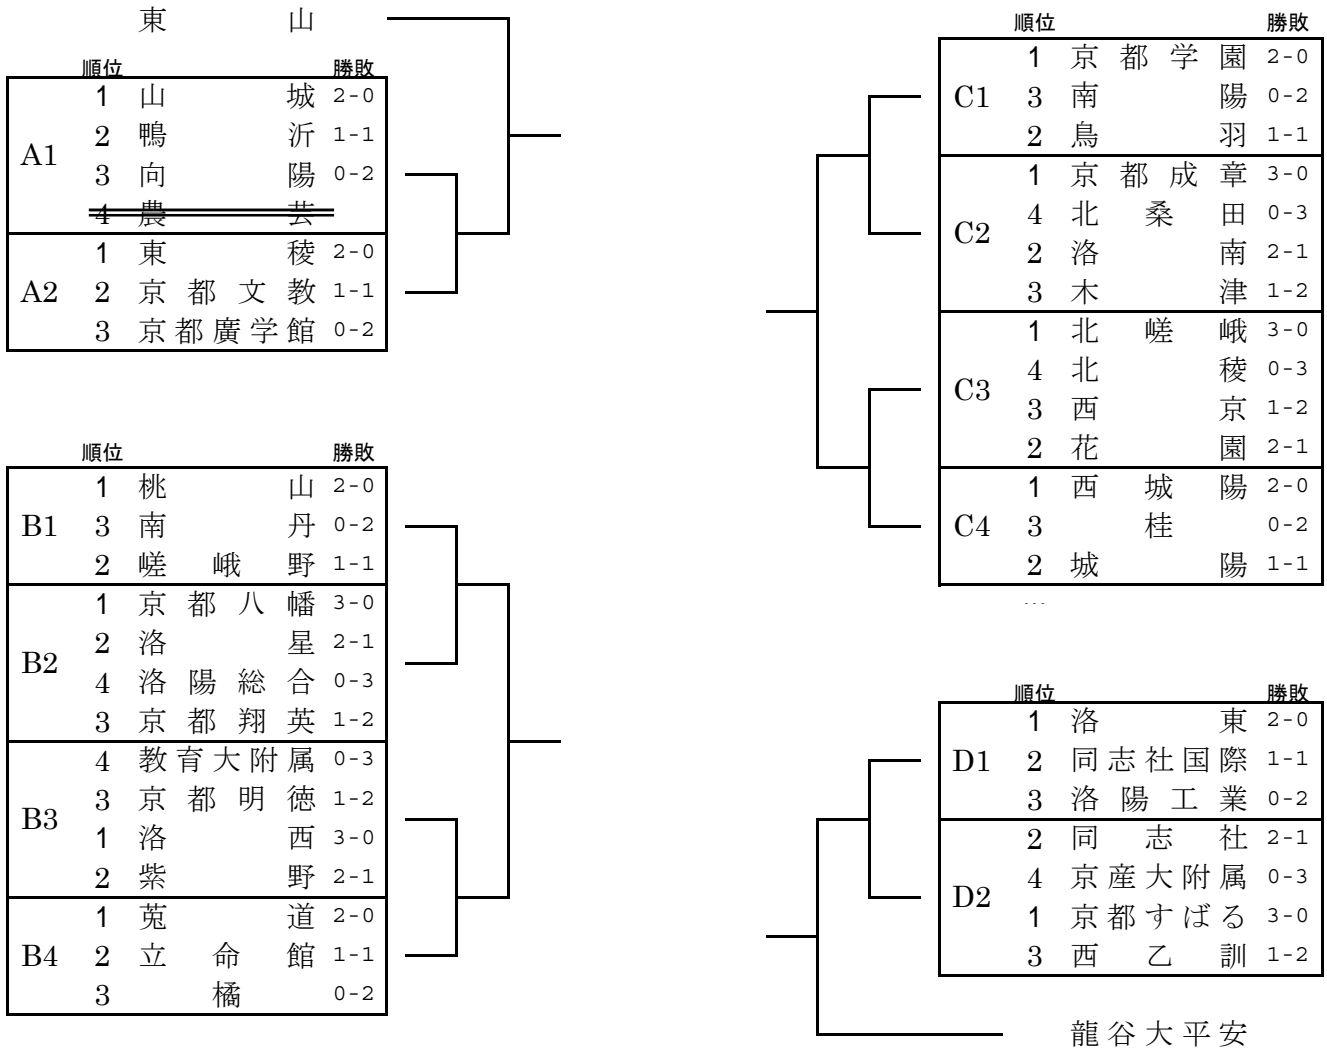 東山
順位 勝敗
A1
1 山城 2-0
2 鴨沂 1-1
3 向陽 0-2
4 農芸
A2
1 東稜 2-0
2 京都文教 1-1
3 京都廣学館 0-2
順位 勝敗
B1
1 桃山 2-0
3 南丹 0-2
2 嵯峨野 1-1
B2
1 京都八幡 3-0
2 洛星 2-1
4 洛陽総合 0-3
3 京都翔英 1-2
B3
4 教育大附属 0-3
3 京都明徳 1-2
1 洛西 3-0
2 紫野 2-1
B4
1 莵道 2-0
2 立命館 1-1
3 橘 0-2
順位 勝敗
C1
1 京都学園 2-0
3 南陽 0-2
2 鳥羽 1-1
C2
1 京都成章 3-0
4 北桑田 0-3
2 洛南 2-1
3 木津 1-2
C3
1 北嵯峨 3-0
4 北稜 0-3
3 西京 1-2
2 花園 2-1
C4
1 西城陽 2-0
3 桂 0-2
2 城陽 1-1
…
順位 勝敗
D1
1 洛東 2-0
2 同志社国際 1-1
3 洛陽工業 0-2
D2
2 同志社 2-1
4 京産大附属 0-3
1 京都すばる 3-0
3 西乙訓 1-2
龍谷大平安